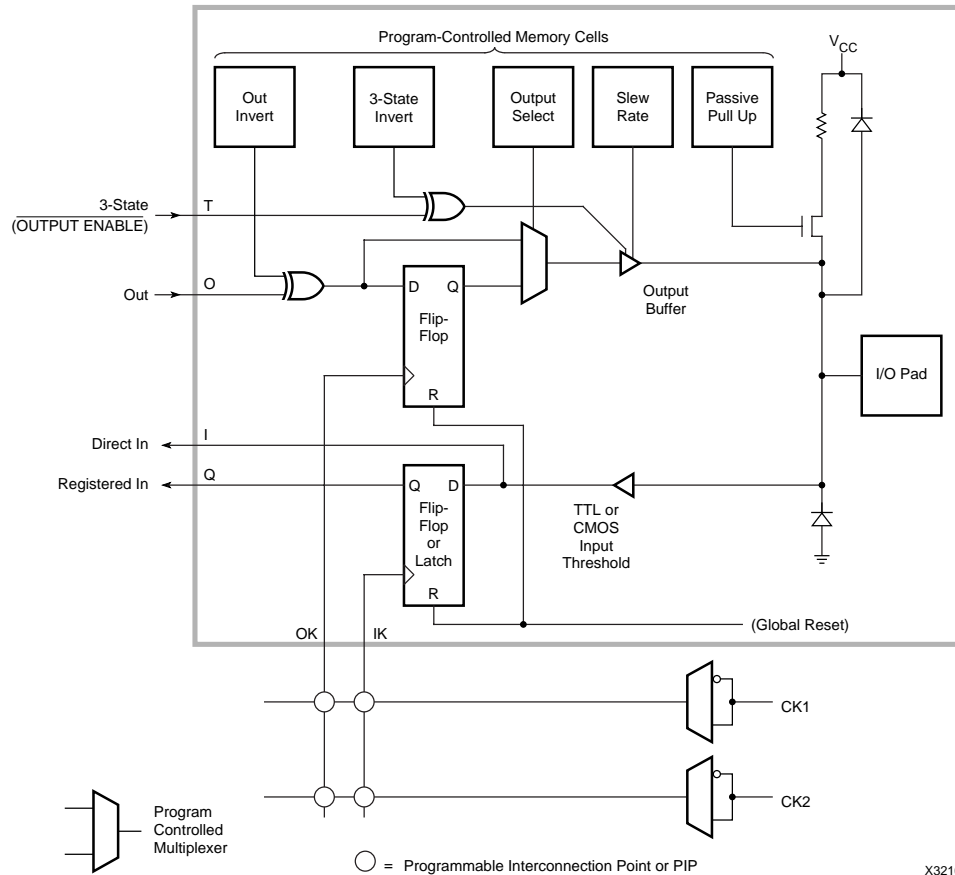 Program-Controlled Memory Cells
VCC
Out
Invert
3-State
Invert
Output
Select
Slew
Rate
Passive
Pull Up
3-State
(OUTPUT ENABLE)
T
Out
O
D Q
Flip-
Flop
R
Output
Buffer
I/O Pad
Direct In
I
Registered In
Q
Q D
Flip-
Flop
or
Latch
R
TTL or
CMOS
Input
Threshold
OK
IK
(Global Reset)
CK1
CK2
Program
Controlled
Multiplexer
= Programmable Interconnection Point or PIP